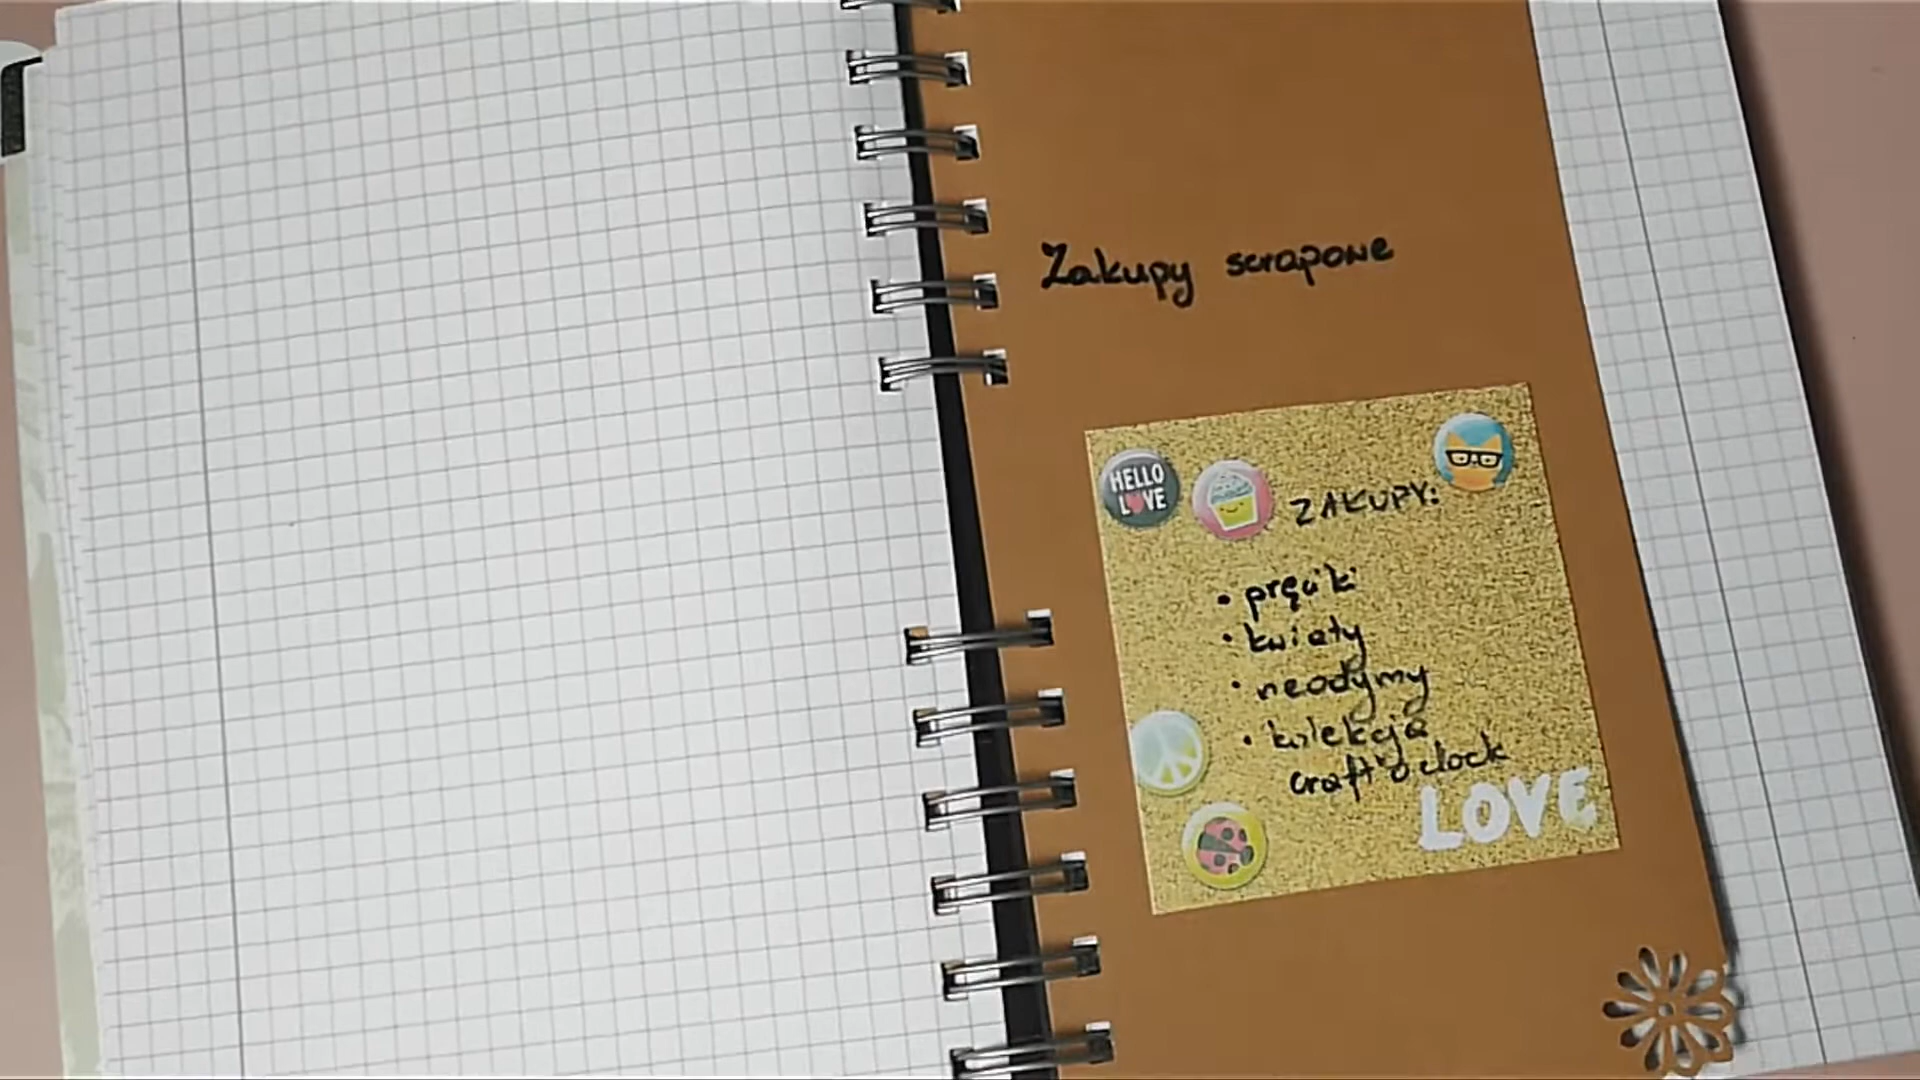 Zakupy scrapowe
HELLO
LOVE
ZAKUPY:
• pręciki
• kwiaty
• neodymy
• kolekcja
craft o'clock
LOVE